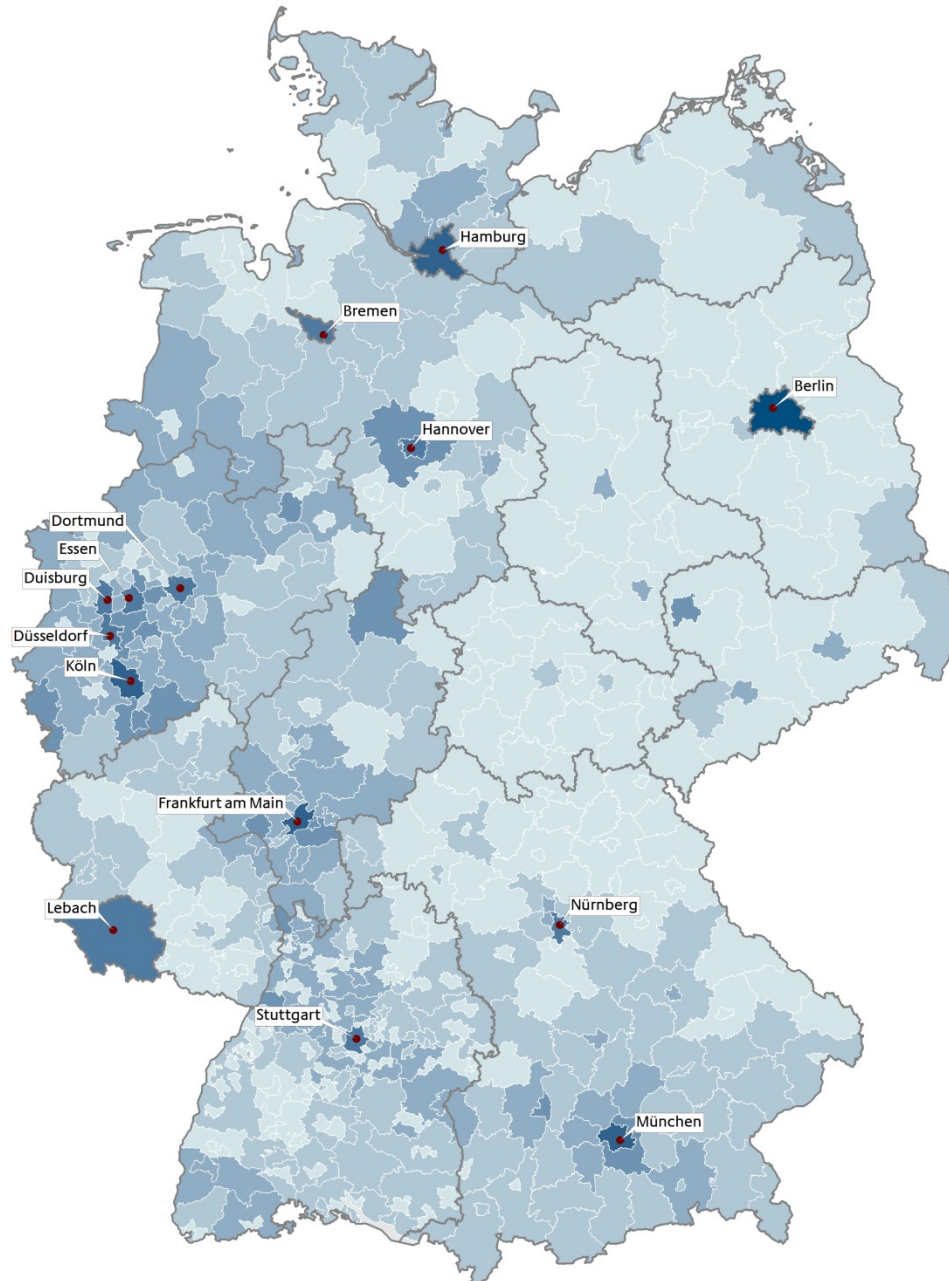 Hamburg
Bremen
Berlin
Hannover
Dortmund
Essen
Duisburg
Düsseldorf
Köln
Frankfurt am Main
Lebach
Nürnberg
Stuttgart
München